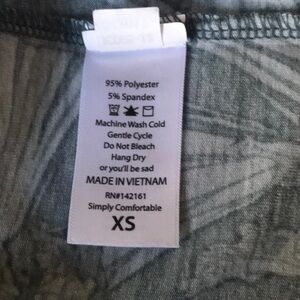 95% Polyester
5% Spandex
Machine Wash Cold
Gentle Cycle
Do Not Bleach
Hang Dry
or you'll be sad
MADE IN VIETNAM
RN#142161
Simply Comfortable
XS